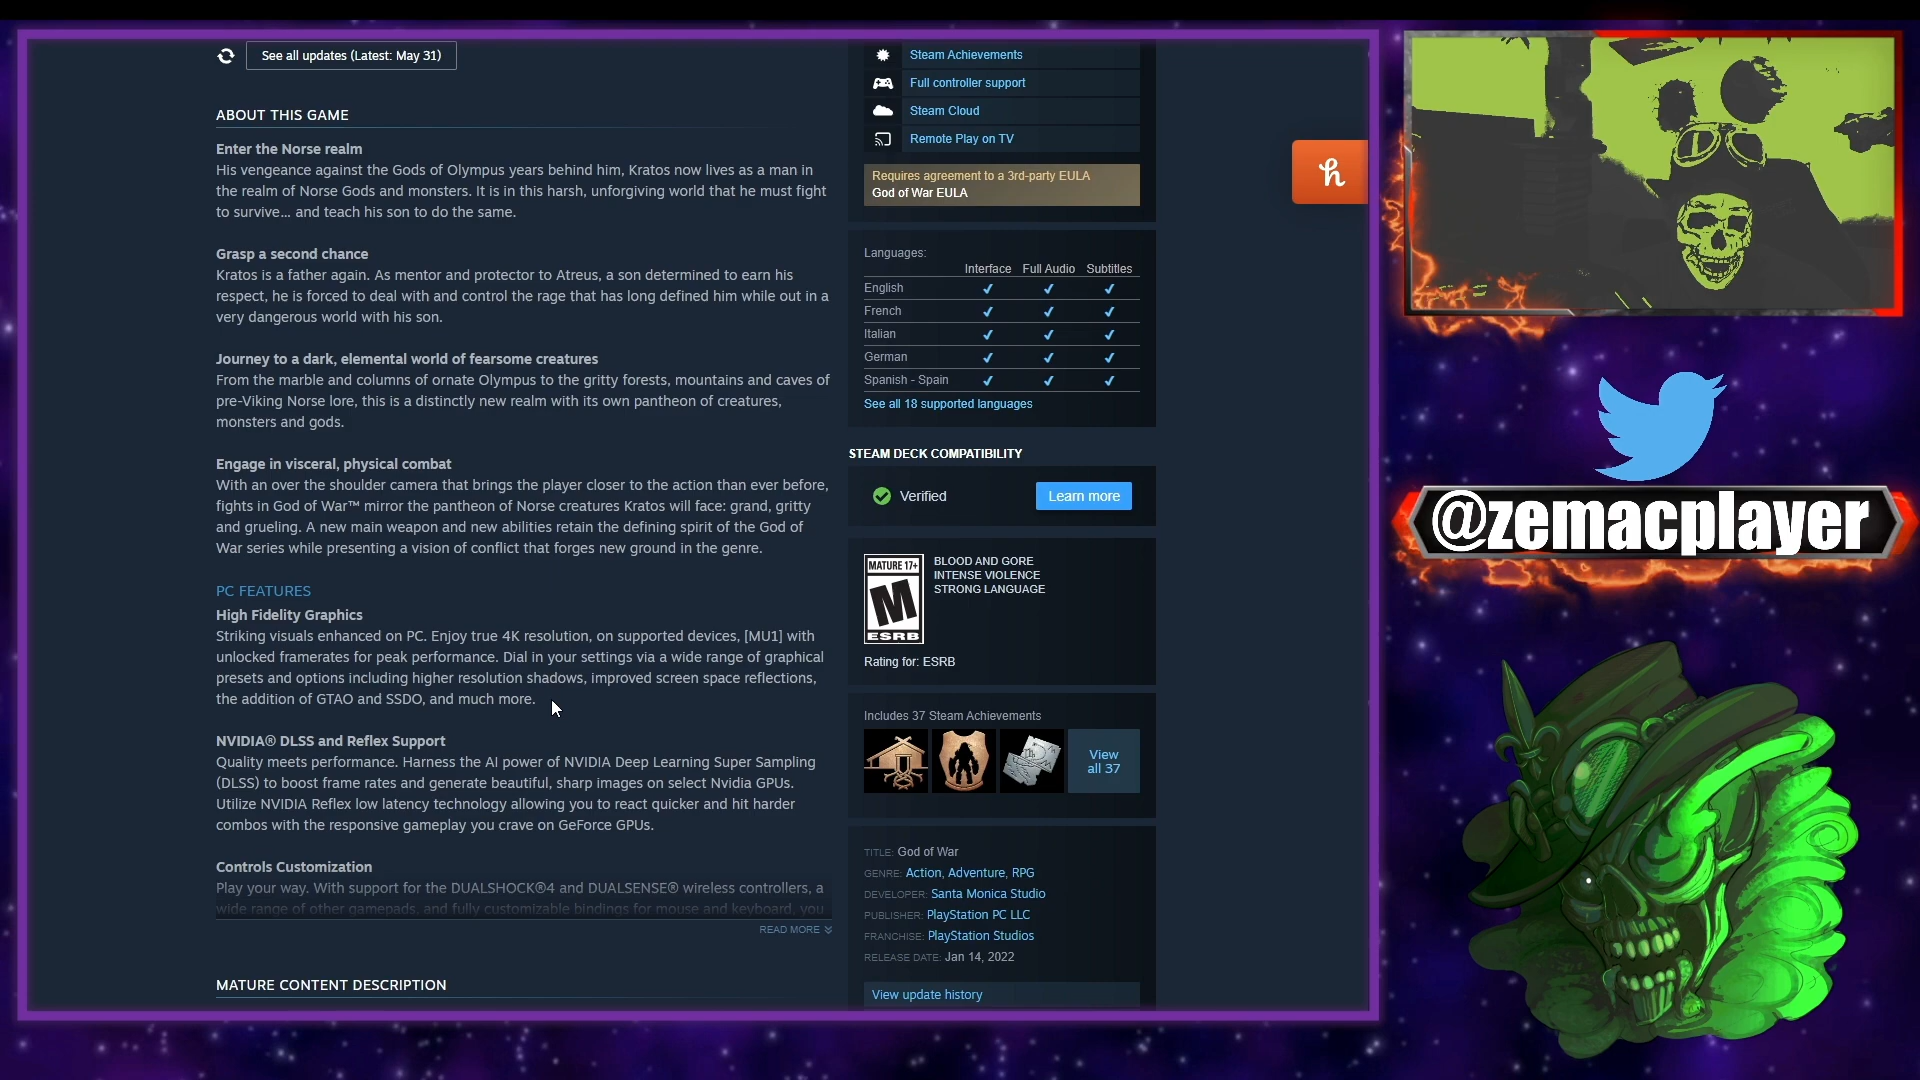 See all updates (Latest: May 31)
ABOUT THIS GAME
Enter the Norse realm
His vengeance against the Gods of Olympus years behind him, Kratos now lives as a man in
the realm of Norse Gods and monsters. It is in this harsh, unforgiving world that he must fight
to survive… and teach his son to do the same.
Grasp a second chance
Kratos is a father again. As mentor and protector to Atreus, a son determined to earn his
respect, he is forced to deal with and control the rage that has long defined him while out in a
very dangerous world with his son.
Journey to a dark, elemental world of fearsome creatures
From the marble and columns of ornate Olympus to the gritty forests, mountains and caves of
pre-Viking Norse lore, this is a distinctly new realm with its own pantheon of creatures,
monsters and gods.
Engage in visceral, physical combat
With an over the shoulder camera that brings the player closer to the action than ever before,
fights in God of War™ mirror the pantheon of Norse creatures Kratos will face: grand, gritty
and grueling. A new main weapon and new abilities retain the defining spirit of the God of
War series while presenting a vision of conflict that forges new ground in the genre.
PC FEATURES
High Fidelity Graphics
Striking visuals enhanced on PC. Enjoy true 4K resolution, on supported devices, [MU1] with
unlocked framerates for peak performance. Dial in your settings via a wide range of graphical
presets and options including higher resolution shadows, improved screen space reflections,
the addition of GTAO and SSDO, and much more.
NVIDIA® DLSS and Reflex Support
Quality meets performance. Harness the AI power of NVIDIA Deep Learning Super Sampling
(DLSS) to boost frame rates and generate beautiful, sharp images on select Nvidia GPUs.
Utilize NVIDIA Reflex low latency technology allowing you to react quicker and hit harder
combos with the responsive gameplay you crave on GeForce GPUs.
Controls Customization
Play your way. With support for the DUALSHOCK®4 and DUALSENSE® wireless controllers, a
wide range of other gamepads, and fully customizable bindings for mouse and keyboard, you
READ MORE
MATURE CONTENT DESCRIPTION
Steam Achievements
Full controller support
Steam Cloud
Remote Play on TV
Requires agreement to a 3rd-party EULA
God of War EULA
Languages:
Interface Full Audio Subtitles
English ✔ ✔ ✔
French ✔ ✔ ✔
Italian ✔ ✔ ✔
German ✔ ✔ ✔
Spanish - Spain ✔ ✔ ✔
See all 18 supported languages
STEAM DECK COMPATIBILITY
Verified Learn more
MATURE 17+
M
ESRB
BLOOD AND GORE
INTENSE VIOLENCE
STRONG LANGUAGE
Rating for: ESRB
Includes 37 Steam Achievements
View
all 37
TITLE: God of War
GENRE: Action, Adventure, RPG
DEVELOPER: Santa Monica Studio
PUBLISHER: PlayStation PC LLC
FRANCHISE: PlayStation Studios
RELEASE DATE: Jan 14, 2022
View update history
h
@zemacplayer